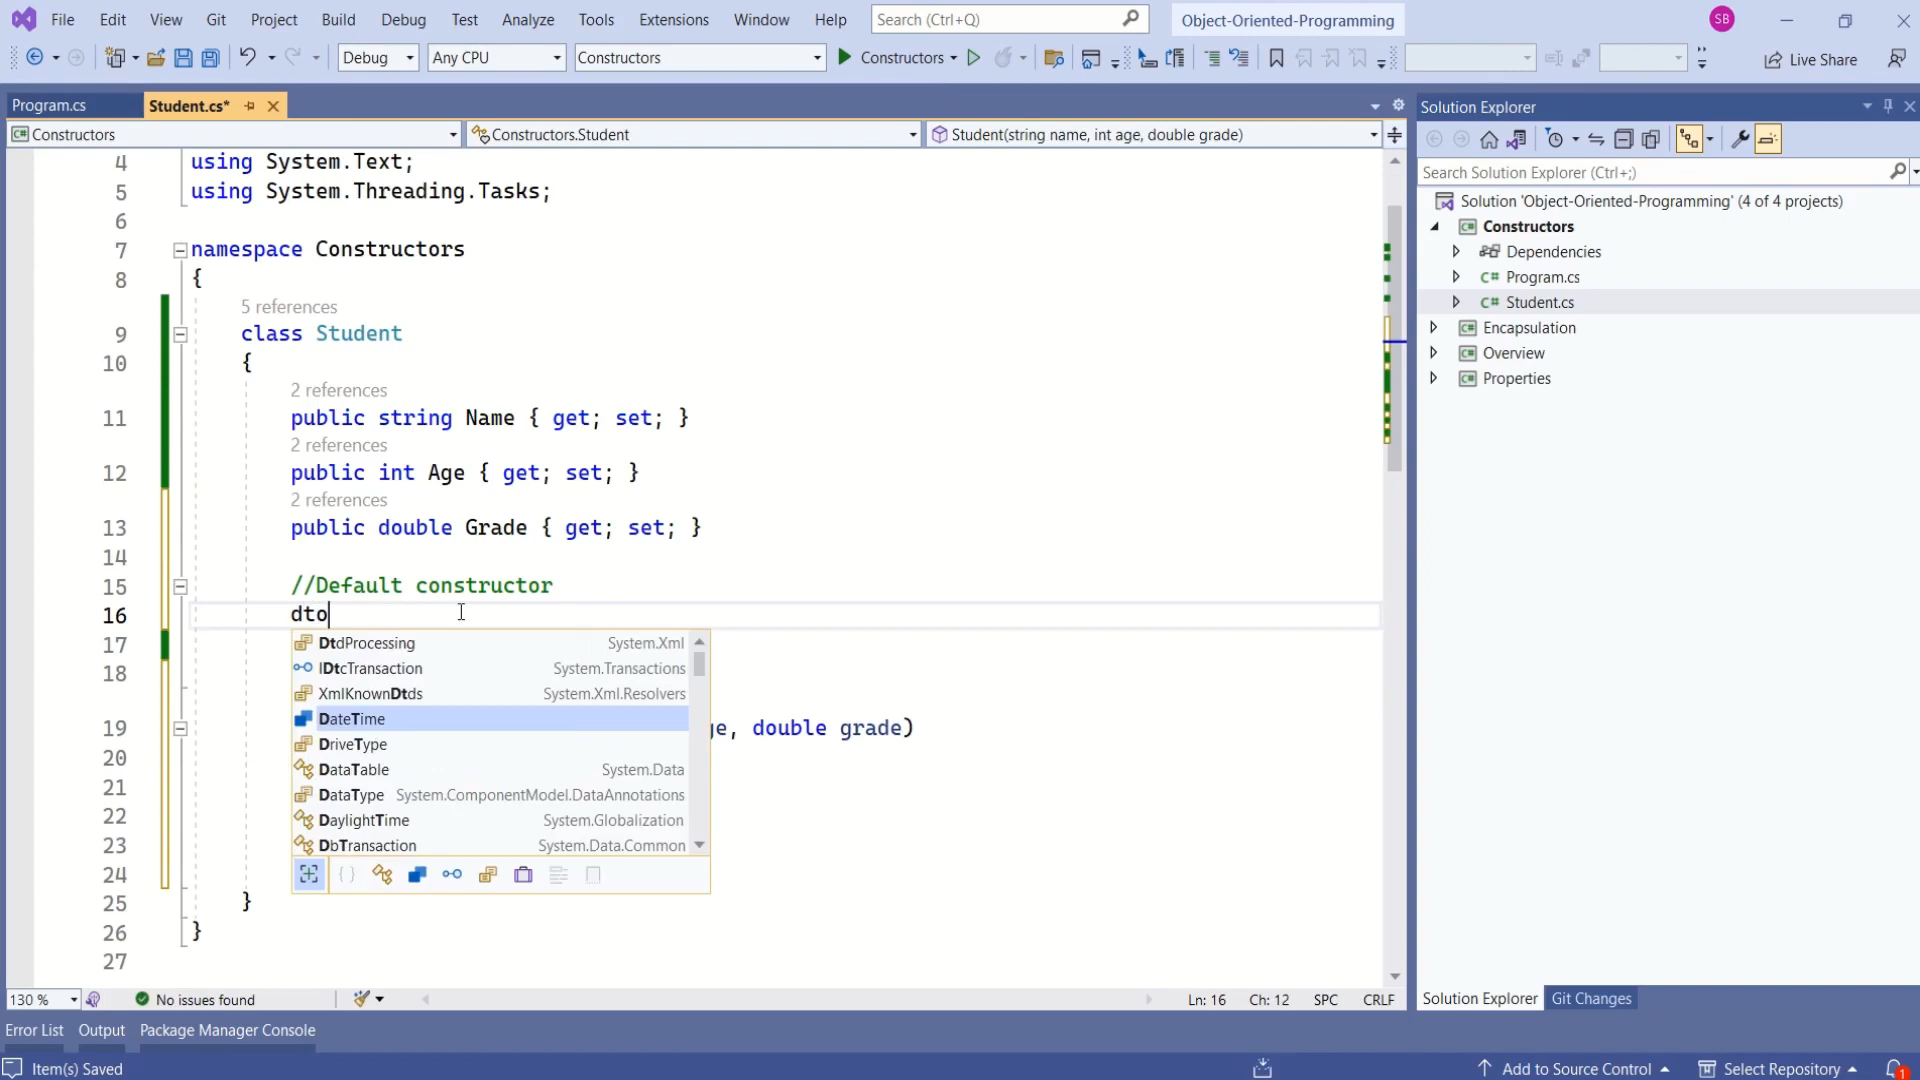 File Edit View Git Project Build Debug Test Analyze Tools Extensions Window Help Search (Ctrl+Q) Object-Oriented-Programming SB
Debug Any CPU Constructors Constructors Live Share
Program.cs Student.cs*
Constructors Constructors.Student Student(string name, int age, double grade)
4 using System.Text;
5 using System.Threading.Tasks;
6
7 namespace Constructors
8 {
5 references
9 class Student
10 {
2 references
11 public string Name { get; set; }
2 references
12 public int Age { get; set; }
2 references
13 public double Grade { get; set; }
14
15 //Default constructor
16 dto
17
18
19 ge, double grade)
20
21
22
23
24
25 }
26 }
27
DtdProcessing System.Xml
IDtcTransaction System.Transactions
XmlKnownDtds System.Xml.Resolvers
DateTime
DriveType
DataTable System.Data
DataType System.ComponentModel.DataAnnotations
DaylightTime System.Globalization
DbTransaction System.Data.Common
130 % No issues found Ln: 16 Ch: 12 SPC CRLF
Solution Explorer
Search Solution Explorer (Ctrl+;)
Solution 'Object-Oriented-Programming' (4 of 4 projects)
Constructors
Dependencies
C# Program.cs
C# Student.cs
Encapsulation
Overview
Properties
Solution Explorer Git Changes
Error List Output Package Manager Console
Item(s) Saved Add to Source Control Select Repository 1